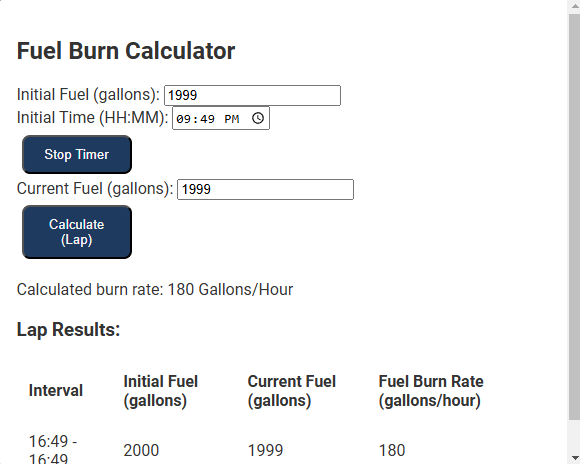 Fuel Burn Calculator
Initial Fuel (gallons): 1999
Initial Time (HH:MM): 09:49 PM
Stop Timer
Current Fuel (gallons): 1999
Calculate
(Lap)
Calculated burn rate: 180 Gallons/Hour
Lap Results:
Interval
Initial Fuel
(gallons)
Current Fuel
(gallons)
Fuel Burn Rate
(gallons/hour)
16:49 -
16:49
2000
1999
180